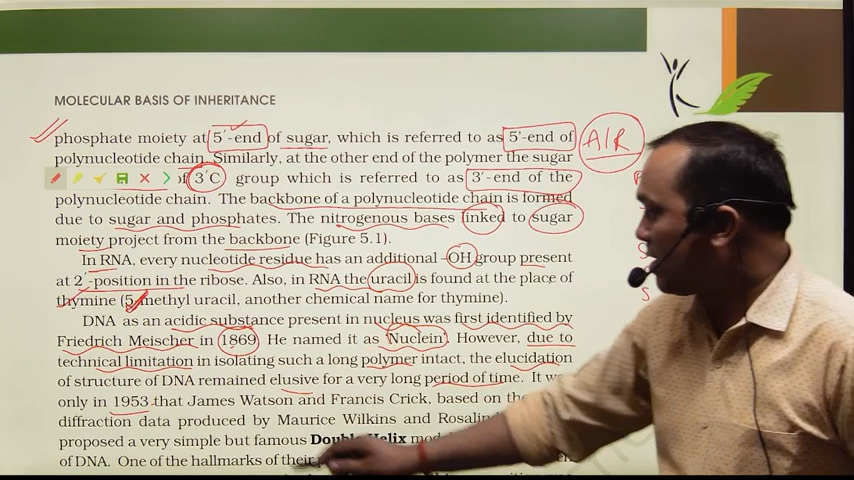 MOLECULAR BASIS OF INHERITANCE
phosphate moiety at 5'-end of sugar, which is referred to as 5'-end of
AIR
polynucleotide chain. Similarly, at the other end of the polymer the sugar
of 3'C group which is referred to as 3'-end of the
polynucleotide chain. The backbone of a polynucleotide chain is formed
due to sugar and phosphates. The nitrogenous bases linked to sugar
moiety project from the backbone (Figure 5.1).
In RNA, every nucleotide residue has an additional –OH group present
at 2'-position in the ribose. Also, in RNA the uracil is found at the place of
thymine (5-methyl uracil, another chemical name for thymine).
DNA as an acidic substance present in nucleus was first identified by
Friedrich Meischer in 1869. He named it as 'Nuclein'. However, due to
technical limitation in isolating such a long polymer intact, the elucidation
of structure of DNA remained elusive for a very long period of time. It
only in 1953 that James Watson and Francis Crick, based on the
diffraction data produced by Maurice Wilkins and
proposed a very simple but famous Double Helix
of DNA. One of the hallmarks of their